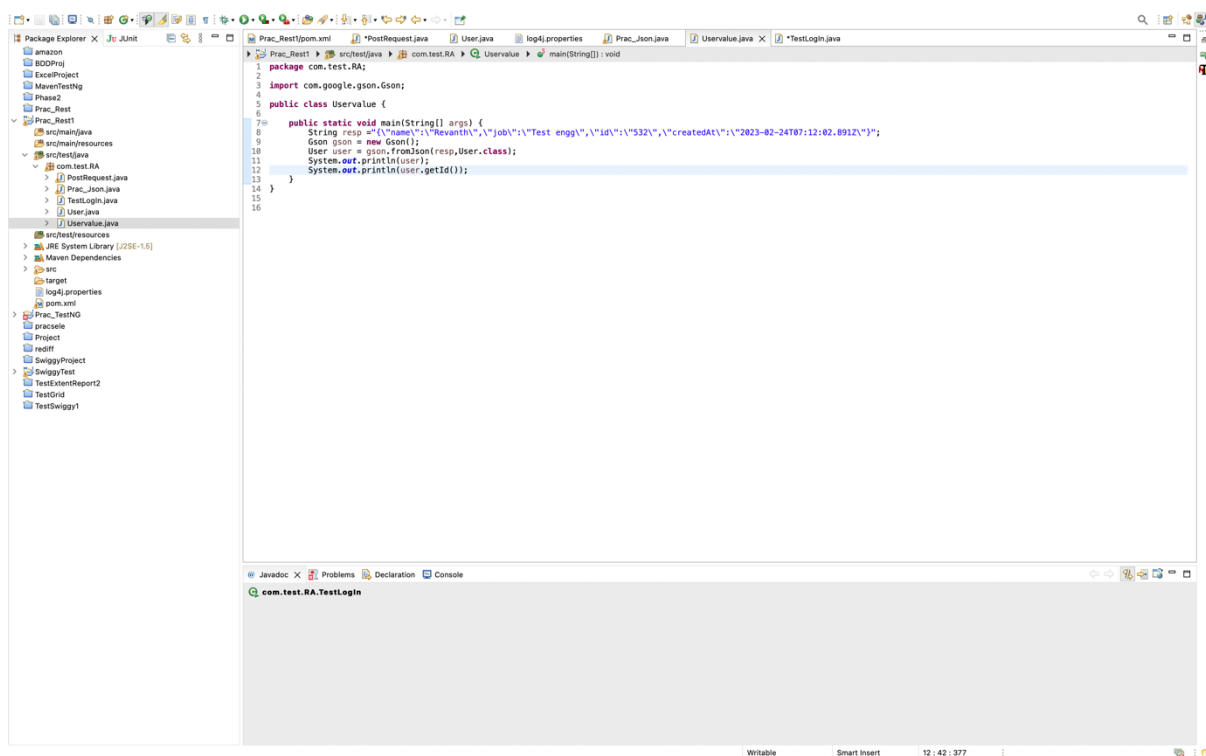 Package Explorer
JUnit
amazon
BDDProj
ExcelProject
MavenTestNg
Phase2
Prac_Rest
Prac_Rest1
src/main/java
src/main/resources
src/test/java
com.test.RA
PostRequest.java
Prac_Json.java
TestLogIn.java
User.java
Uservalue.java
src/test/resources
JRE System Library [J2SE-1.5]
Maven Dependencies
src
target
log4j.properties
pom.xml
Prac_TestNG
pracsele
Project
rediff
SwiggyProject
SwiggyTest
TestExtentReport2
TestGrid
TestSwiggy1
Prac_Rest1/pom.xml *PostRequest.java User.java log4j.properties Prac_Json.java Uservalue.java *TestLogIn.java
Prac_Rest1 src/test/java com.test.RA Uservalue main(String[]) : void
1 package com.test.RA;
2
3 import com.google.gson.Gson;
4
5 public class Uservalue {
6
7 public static void main(String[] args) {
8 String resp ="{\"name\":\"Revanth\",\"job\":\"Test engg\",\"id\":\"532\",\"createdAt\":\"2023-02-24T07:12:02.891Z\"}";
9 Gson gson = new Gson();
10 User user = gson.fromJson(resp,User.class);
11 System.out.println(user);
12 System.out.println(user.getId());
13 }
14 }
15
16
Javadoc Problems Declaration Console
com.test.RA.TestLogIn
Writable Smart Insert 12 : 42 : 377